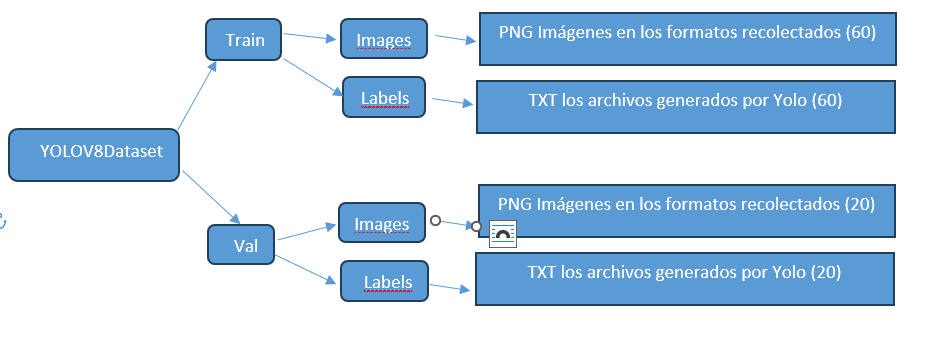 PNG Imágenes en los formatos recolectados (60)
Train
Images
Labels
TXT los archivos generados por Yolo (60)
YOLOV8Dataset
PNG Imágenes en los formatos recolectados (20)
Images
Val
Labels
TXT los archivos generados por Yolo (20)